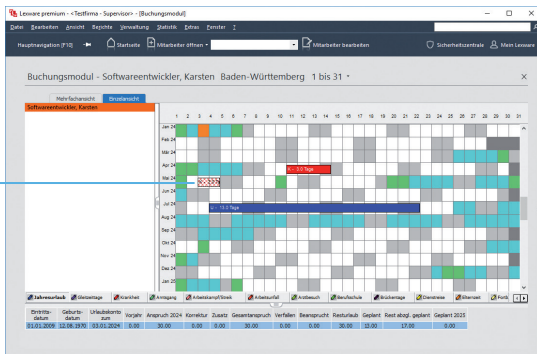 Lexware premium - <Testfirma - Supervisor> - [Buchungsmodul]
Datei Bearbeiten Ansicht Berichte Verwaltung Statistik Extras Fenster ?
Hauptnavigation [F10] Startseite Mitarbeiter öffnen Mitarbeiter bearbeiten Sicherheitszentrale Mein Lexware
Buchungsmodul - Softwareentwickler, Karsten Baden-Württemberg 1 bis 31
Mehrfachansicht Einzelansicht
Softwareentwickler, Karsten
1 2 3 4 5 6 7 8 9 10 11 12 13 14 15 16 17 18 19 20 21 22 23 24 25 26 27 28 29 30 31
Jan 24
Feb 24
Mär 24
Apr 24 K - 3.0 Tage
Mai 24
Jun 24
Jul 24 U - 13.0 Tage
Aug 24
Sep 24
Okt 24
Nov 24
Dez 24
Jan 25
Jahresurlaub Gleitzeittage Krankheit Amtsgang Arbeitskampf/Streik Arbeitsunfall Arztbesuch Berufsschule Brückentage Dienstreise Elternzeit Fortb
Eintritts-datum Geburts-datum Urlaubskonto zum Vorjahr Anspruch 2024 Korrektur Zusatz Gesamtanspruch Verfallen Beansprucht Resturlaub Geplant Rest abzgl. geplant Geplant 2025
01.01.2009 12.08.1970 03.01.2024 0.00 30.00 0.00 0.00 30.00 0.00 0.00 30.00 13.00 17.00 0.00